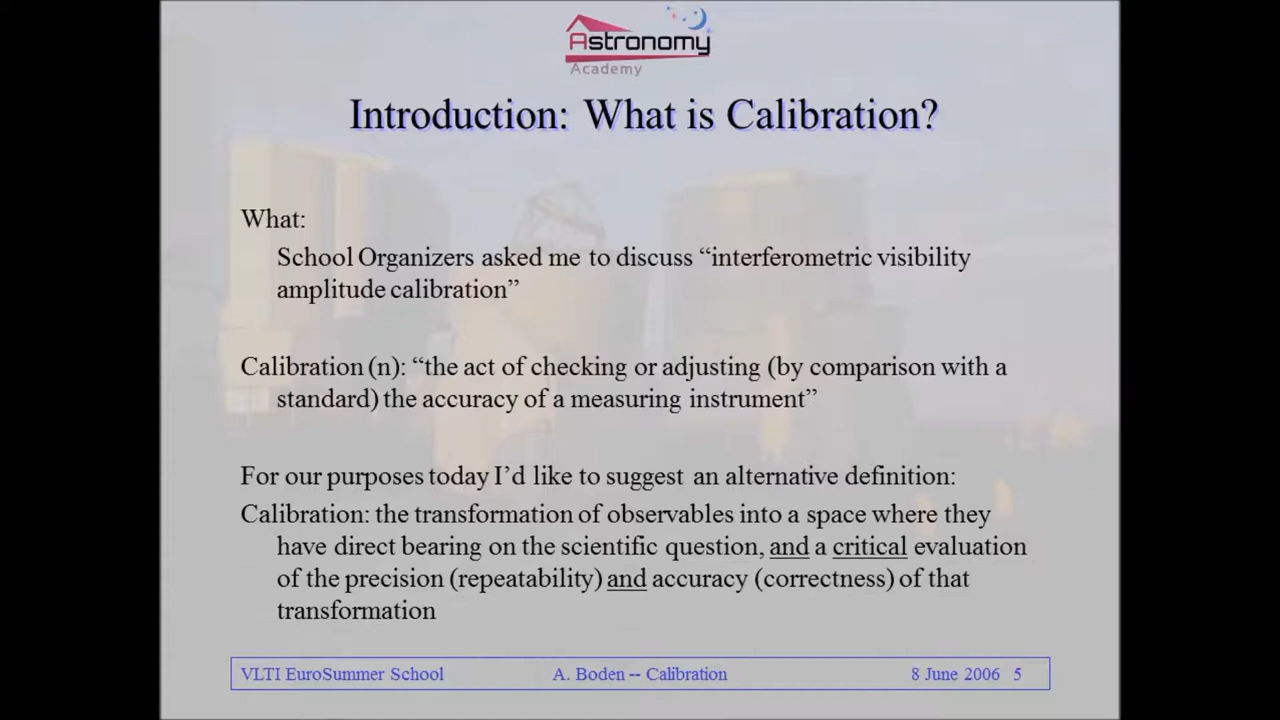 Astronomy
Academy
Introduction: What is Calibration?
What:
School Organizers asked me to discuss “interferometric visibility
amplitude calibration”
Calibration (n): “the act of checking or adjusting (by comparison with a
standard) the accuracy of a measuring instrument”
For our purposes today I’d like to suggest an alternative definition:
Calibration: the transformation of observables into a space where they
have direct bearing on the scientific question, and a critical evaluation
of the precision (repeatability) and accuracy (correctness) of that
transformation
VLTI EuroSummer School A. Boden -- Calibration 8 June 2006 5